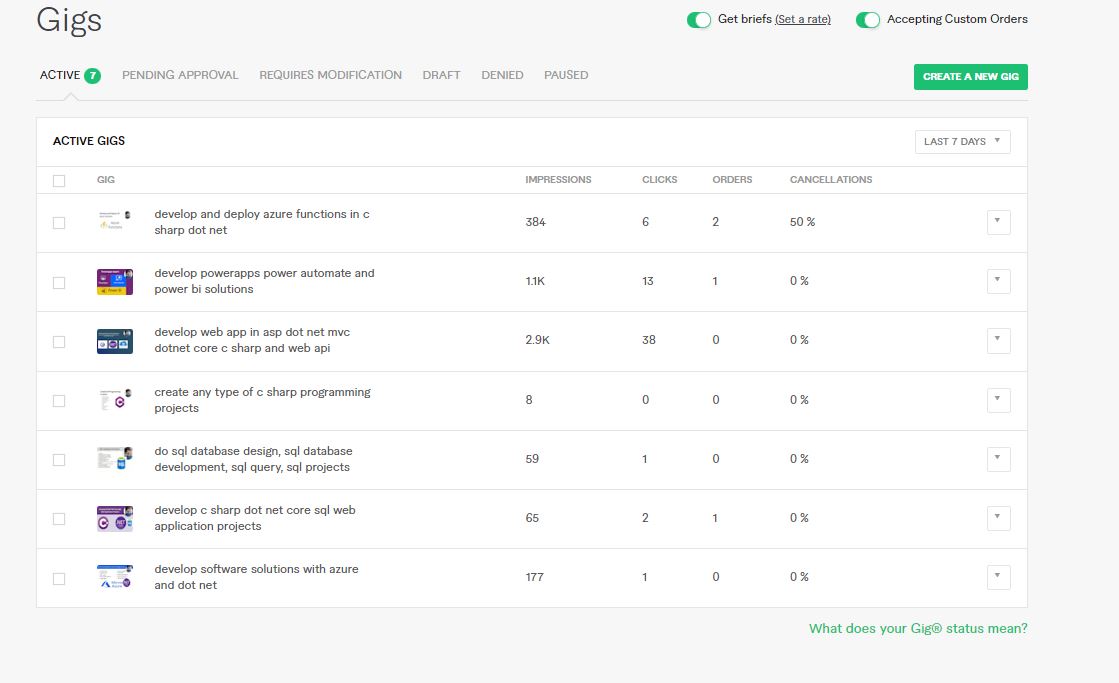 Gigs
Get briefs (Set a rate) Accepting Custom Orders
ACTIVE 7 PENDING APPROVAL REQUIRES MODIFICATION DRAFT DENIED PAUSED
CREATE A NEW GIG
ACTIVE GIGS LAST 7 DAYS
GIG IMPRESSIONS CLICKS ORDERS CANCELLATIONS
develop and deploy azure functions in c
sharp dot net
384 6 2 50 %
develop powerapps power automate and
power bi solutions
1.1K 13 1 0 %
develop web app in asp dot net mvc
dotnet core c sharp and web api
2.9K 38 0 0 %
create any type of c sharp programming
projects
8 0 0 0 %
do sql database design, sql database
development, sql query, sql projects
59 1 0 0 %
develop c sharp dot net core sql web
application projects
65 2 1 0 %
develop software solutions with azure
and dot net
177 1 0 0 %
What does your Gig® status mean?